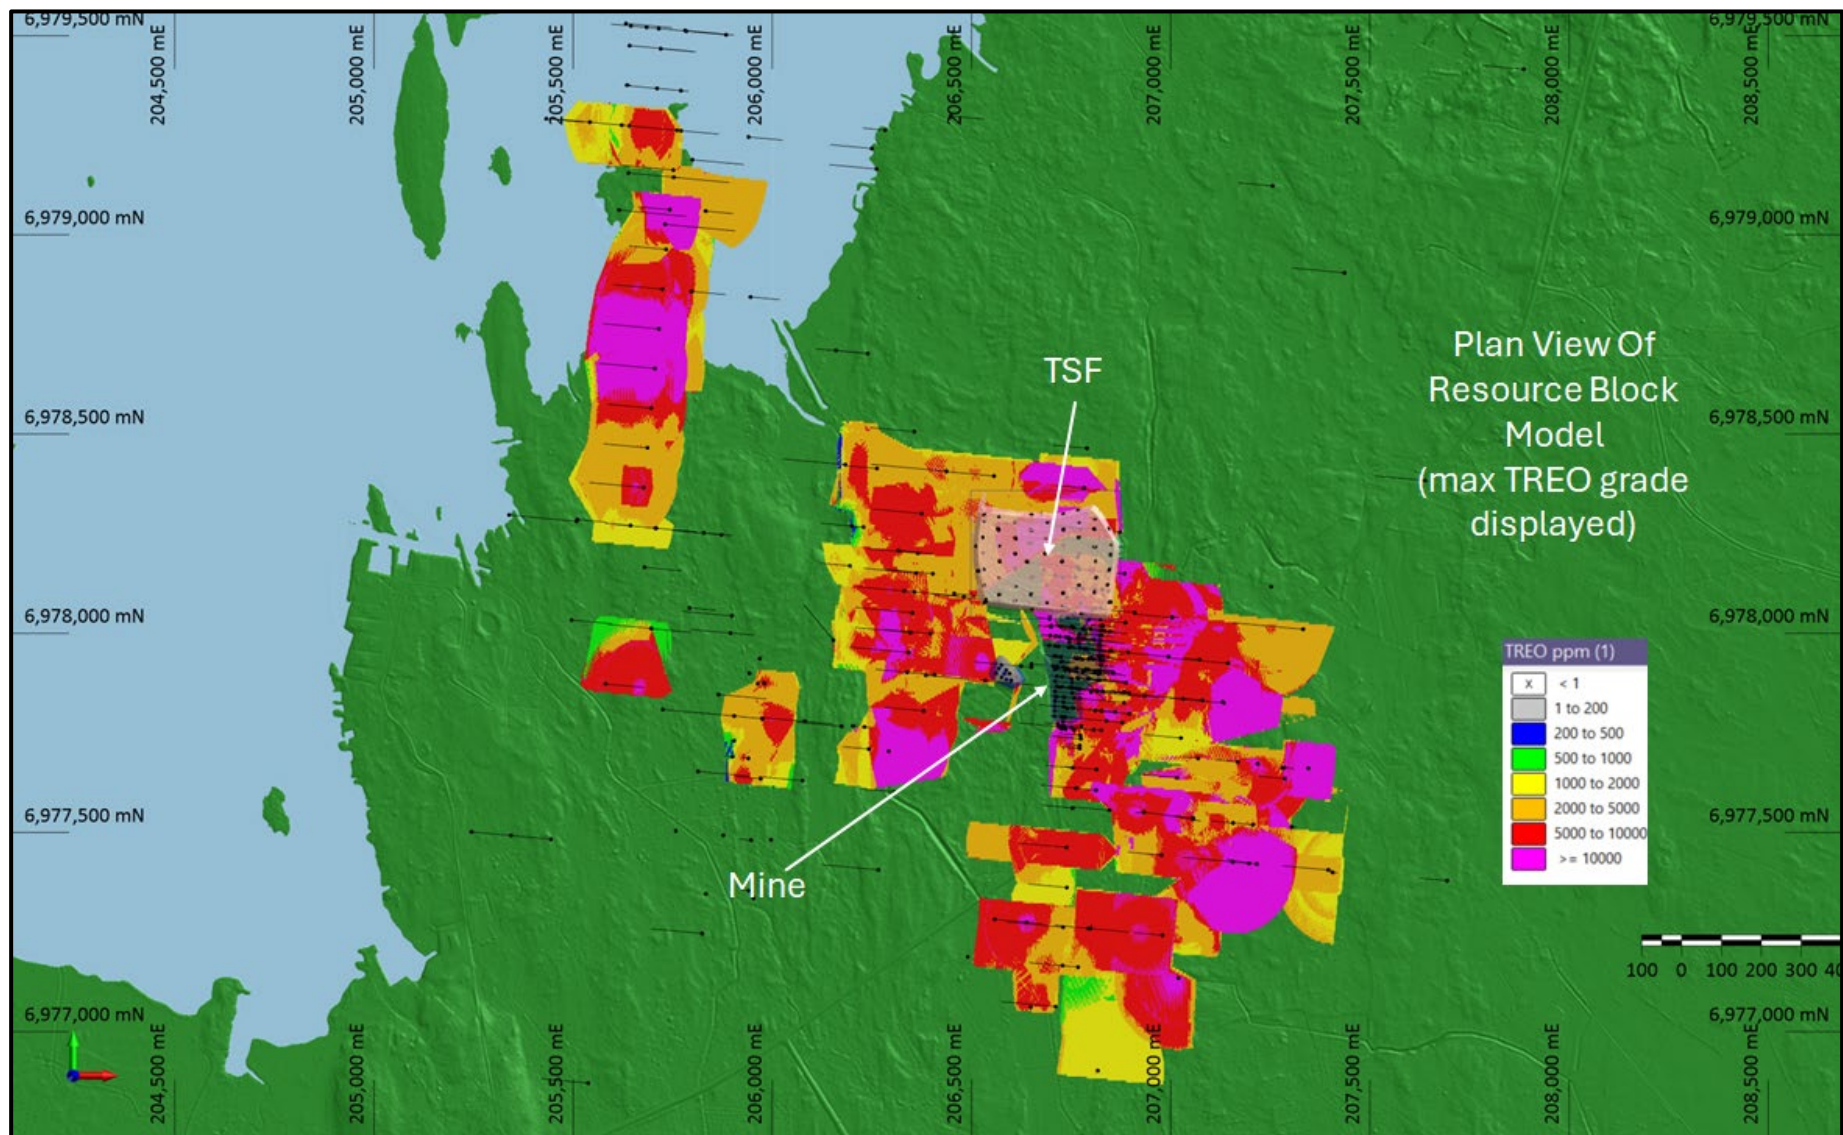 6,979,500 mN
6,979,500 mN
204,500 mE
205,000 mE
205,500 mE
206,000 mE
206,500 mE
207,000 mE
207,500 mE
208,000 mE
208,500 mE
6,979,000 mN
6,979,000 mN
Plan View Of
Resource Block
Model
(max TREO grade
displayed)
TSF
6,978,500 mN
6,978,500 mN
6,978,000 mN
6,978,000 mN
TREO ppm (1)
x < 1
1 to 200
200 to 500
500 to 1000
1000 to 2000
2000 to 5000
5000 to 10000
>= 10000
6,977,500 mN
6,977,500 mN
Mine
100 0 100 200 300
6,977,000 mN
6,977,000 mN
204,500 mE
205,000 mE
205,500 mE
206,000 mE
206,500 mE
207,000 mE
207,500 mE
208,000 mE
208,500 mE